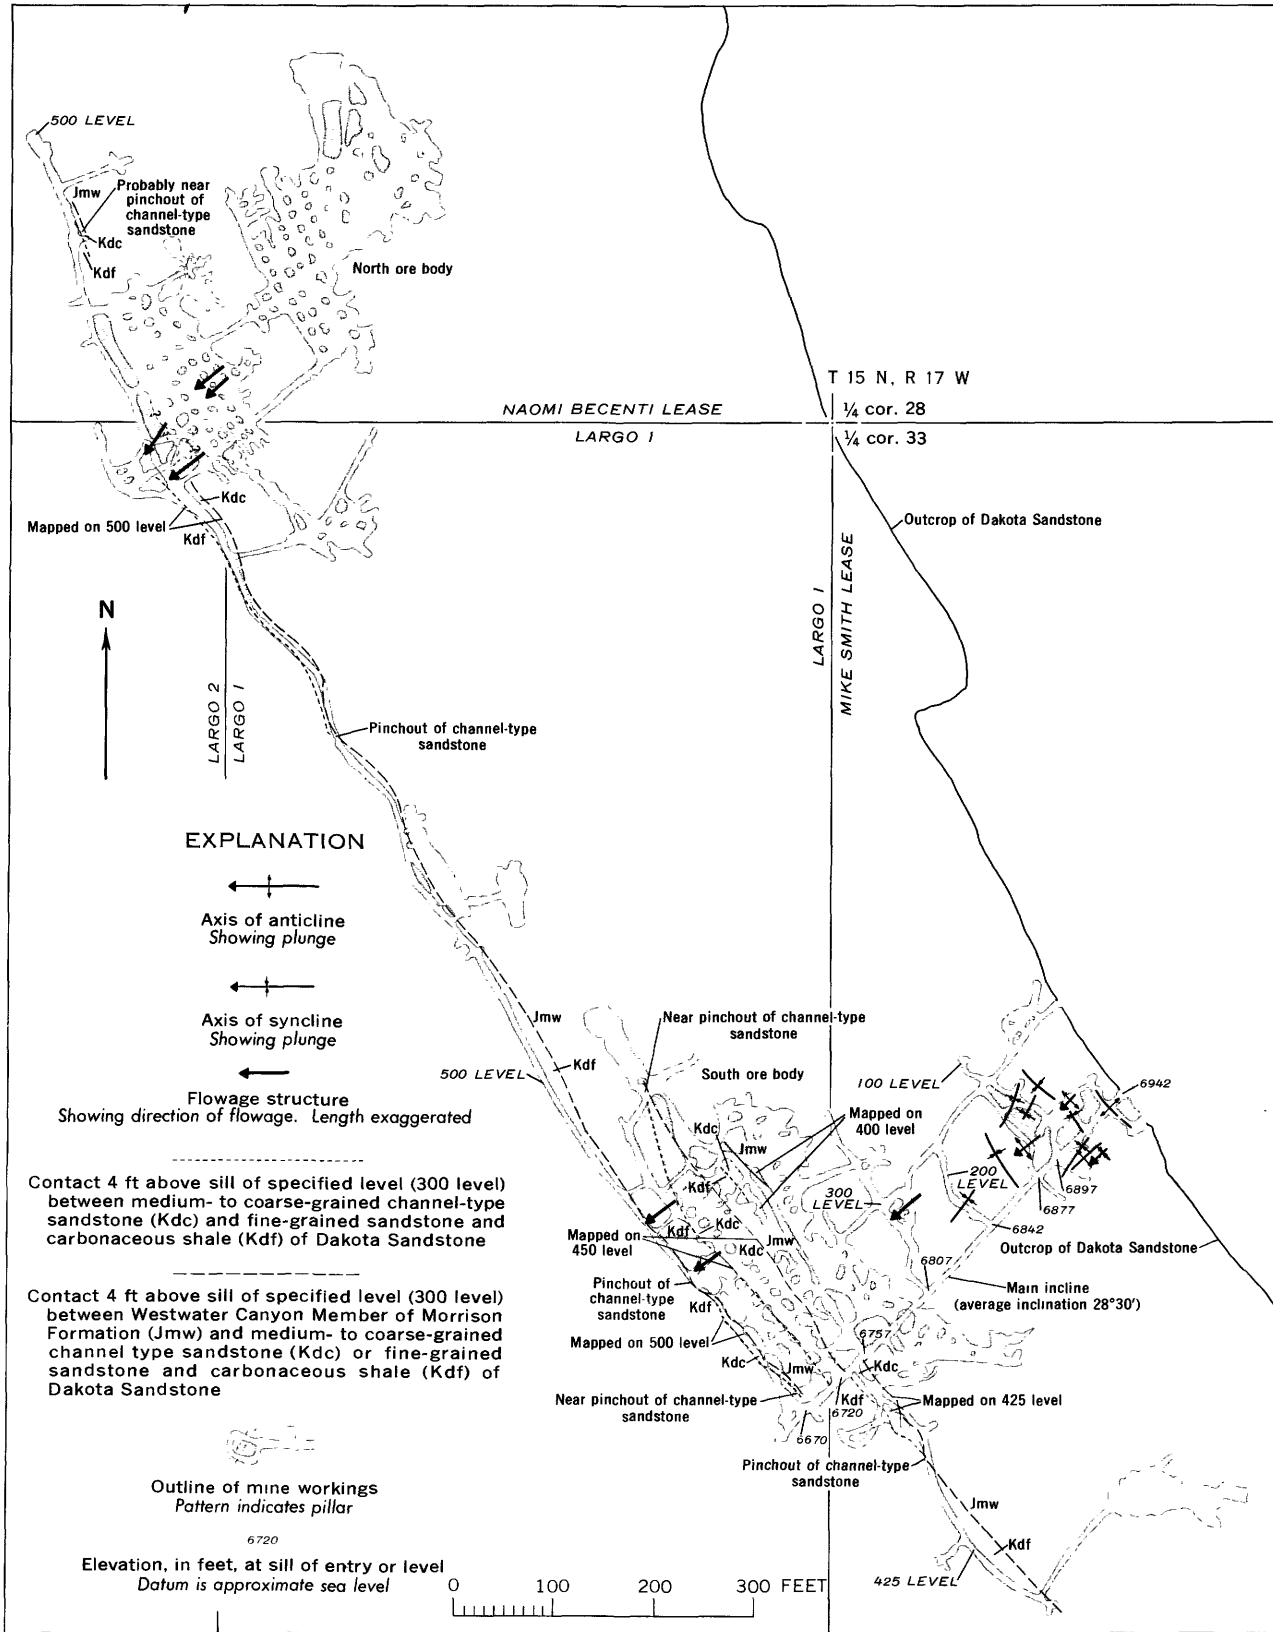 500 LEVEL
Jmw
Probably near
pinchout of
channel-type
sandstone
Kdc
Kdf
North ore body
T 15 N, R 17 W
NAOMI BECENTI LEASE
¼ cor. 28
LARGO 1
¼ cor. 33
Kdc
Mapped on 500 level
Kdf
Outcrop of Dakota Sandstone
N
LARGO 1
MIKE SMITH LEASE
LARGO 2
LARGO 1
Pinchout of channel-type
sandstone
EXPLANATION
Axis of anticline
Showing plunge
Axis of syncline
Showing plunge
Flowage structure
Showing direction of flowage. Length exaggerated
Contact 4 ft above sill of specified level (300 level)
between medium- to coarse-grained channel-type
sandstone (Kdc) and fine-grained sandstone and
carbonaceous shale (Kdf) of Dakota Sandstone
Contact 4 ft above sill of specified level (300 level)
between Westwater Canyon Member of Morrison
Formation (Jmw) and medium- to coarse-grained
channel type sandstone (Kdc) or fine-grained
sandstone and carbonaceous shale (Kdf) of
Dakota Sandstone
Outline of mine workings
Pattern indicates pillar
6720
Elevation, in feet, at sill of entry or level
Datum is approximate sea level
0 100 200 300 FEET
Jmw
Kdf
500 LEVEL
Near pinchout of channel-type
sandstone
South ore body
100 LEVEL
6942
Mapped on
400 level
Kdc
Jmw
Kdf
300
LEVEL
200
LEVEL
6897
6877
6842
Kdf
Kdc
Mapped on
450 level
Kdc
Jmw
Outcrop of Dakota Sandstone
6807
Main incline
(average inclination 28°30')
Pinchout of
channel-type
sandstone
Kdf
Mapped on 500 level
6757
Kdc
Jmw
Kdc
Near pinchout of channel-type
sandstone
Kdf
6720
Mapped on 425 level
6670
Pinchout of channel-type
sandstone
Jmw
Kdf
425 LEVEL